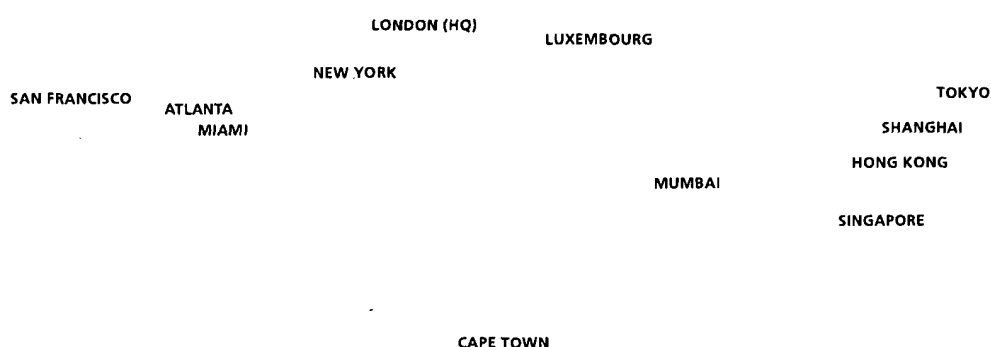 LONDON (HQ)
LUXEMBOURG
NEW YORK
SAN FRANCISCO
ATLANTA
TOKYO
MIAMI
SHANGHAI
HONG KONG
MUMBAI
SINGAPORE
CAPE TOWN